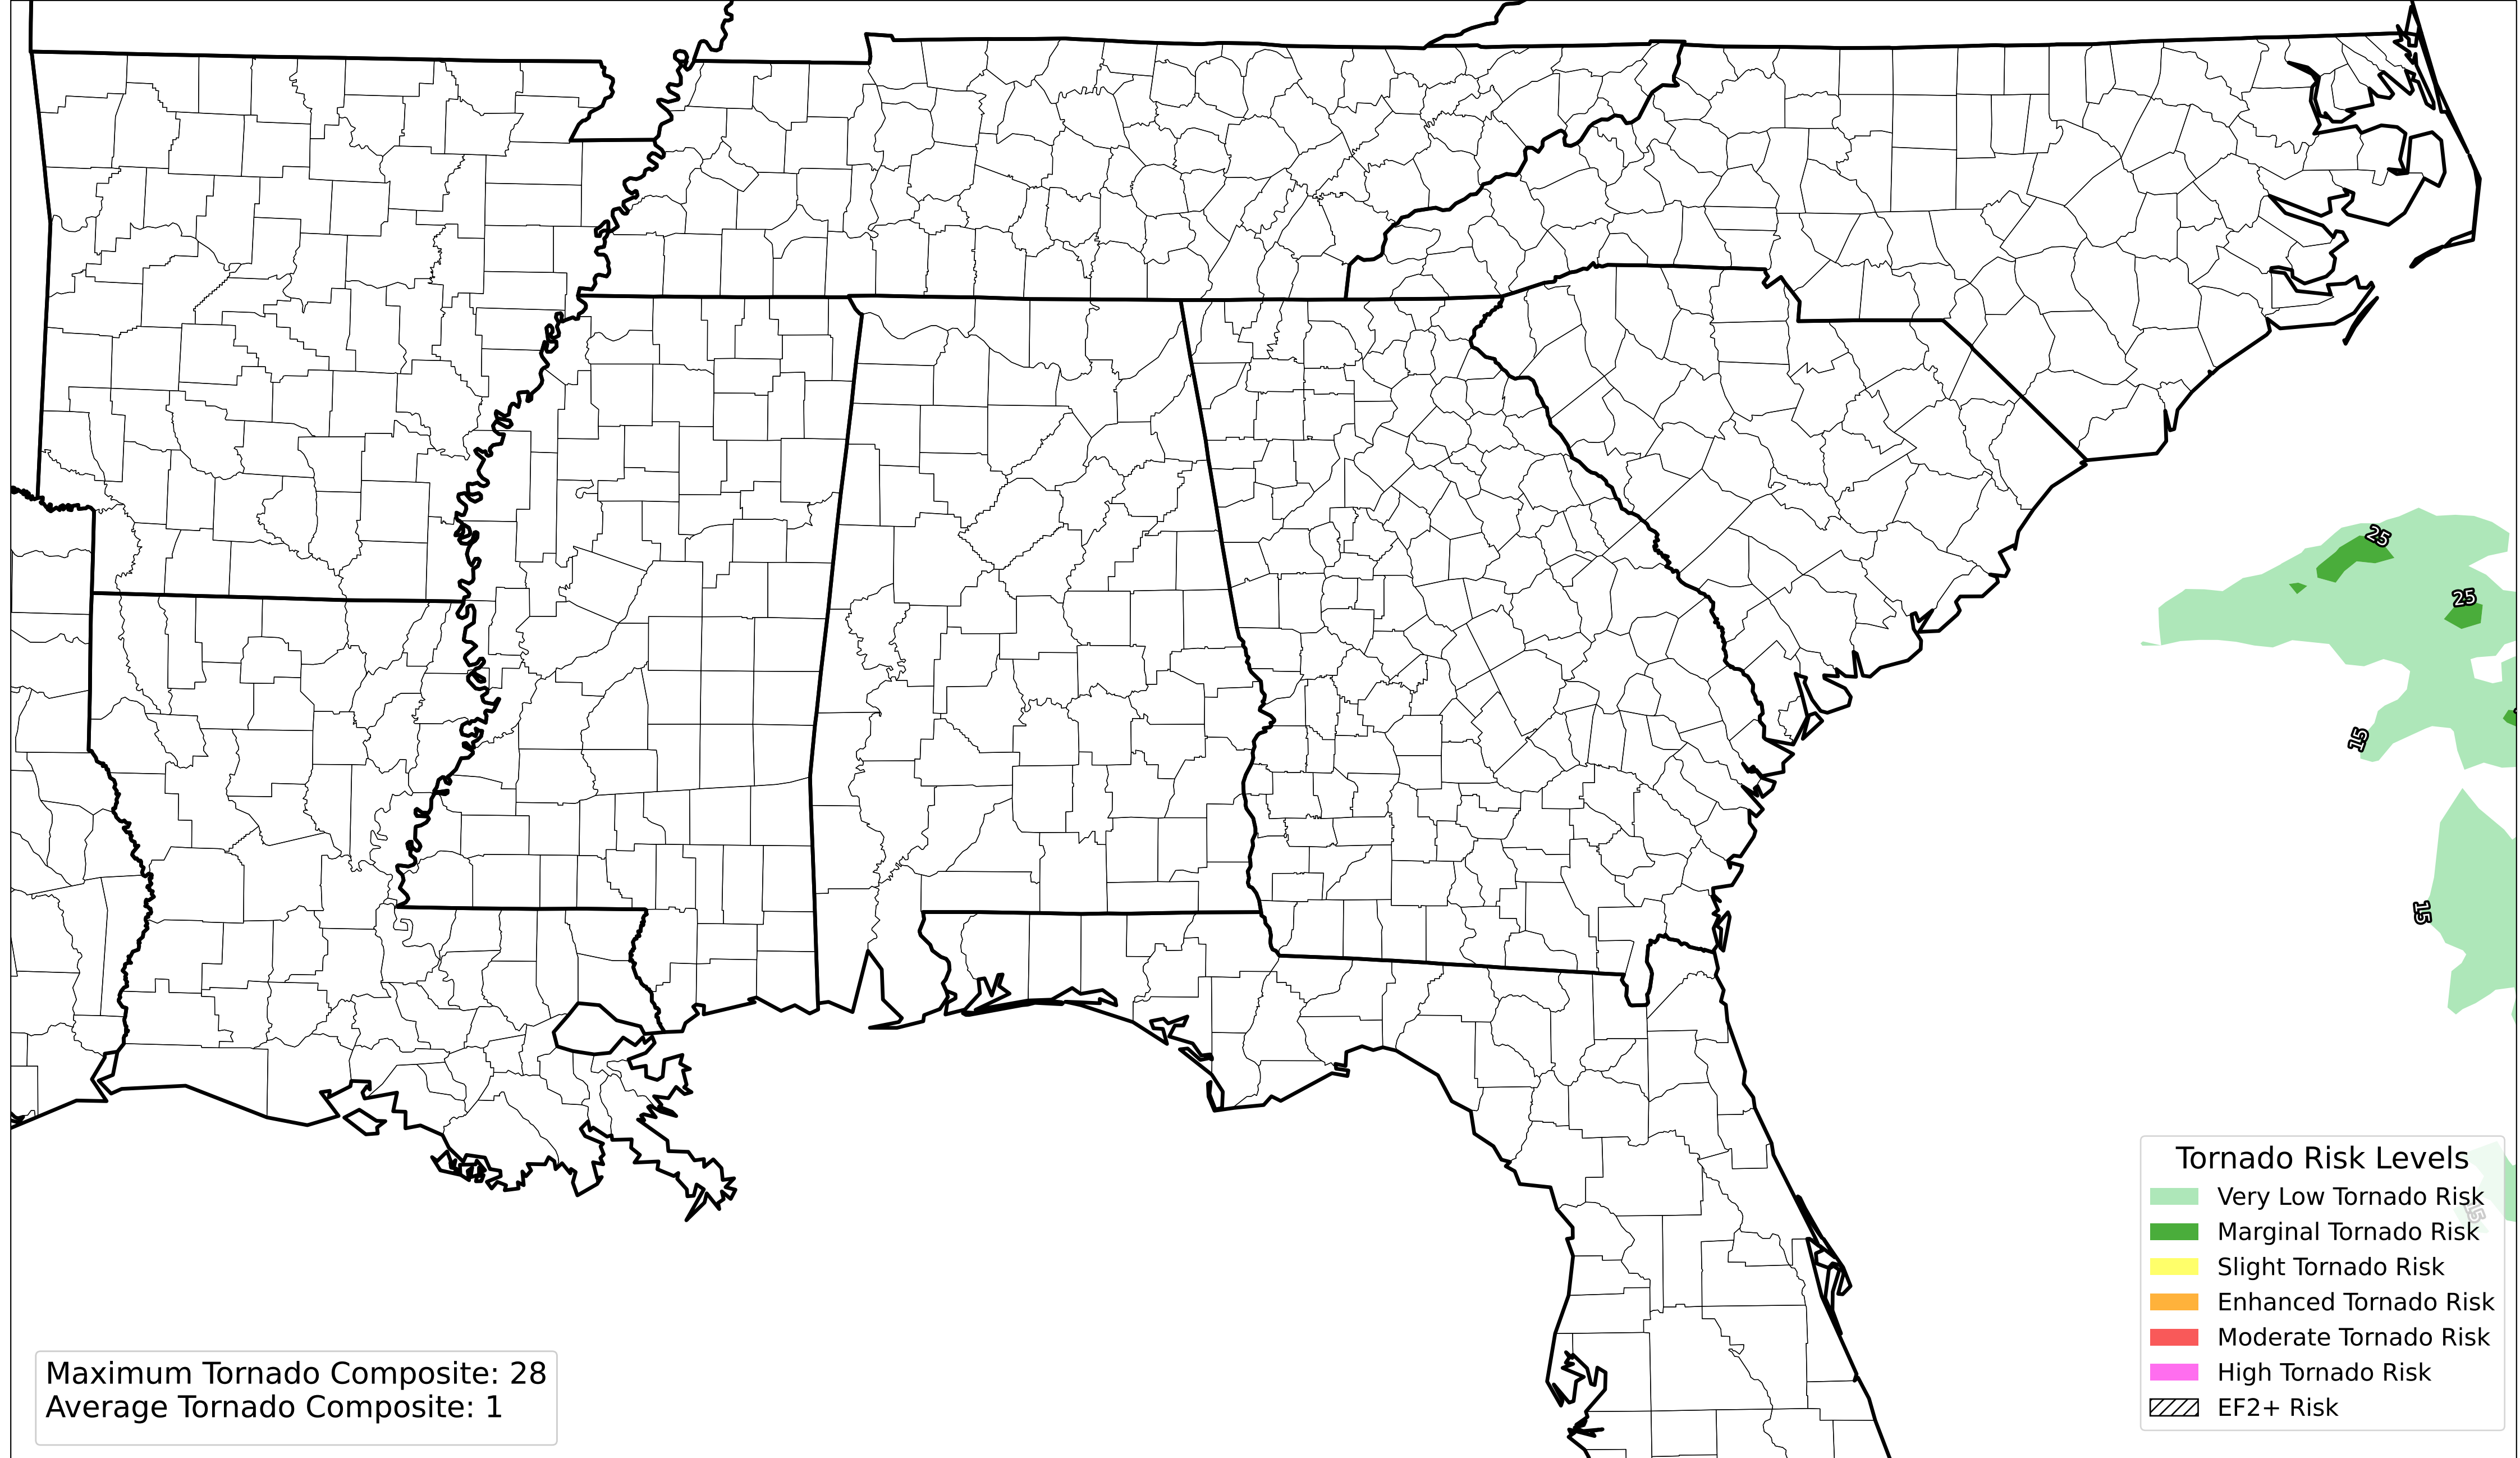 25
25
15
15
Tornado Risk Levels
Very Low Tornado Risk
15
Marginal Tornado Risk
Slight Tornado Risk
Enhanced Tornado Risk
Moderate Tornado Risk
High Tornado Risk
EF2+ Risk
Maximum Tornado Composite: 28
Average Tornado Composite: 1